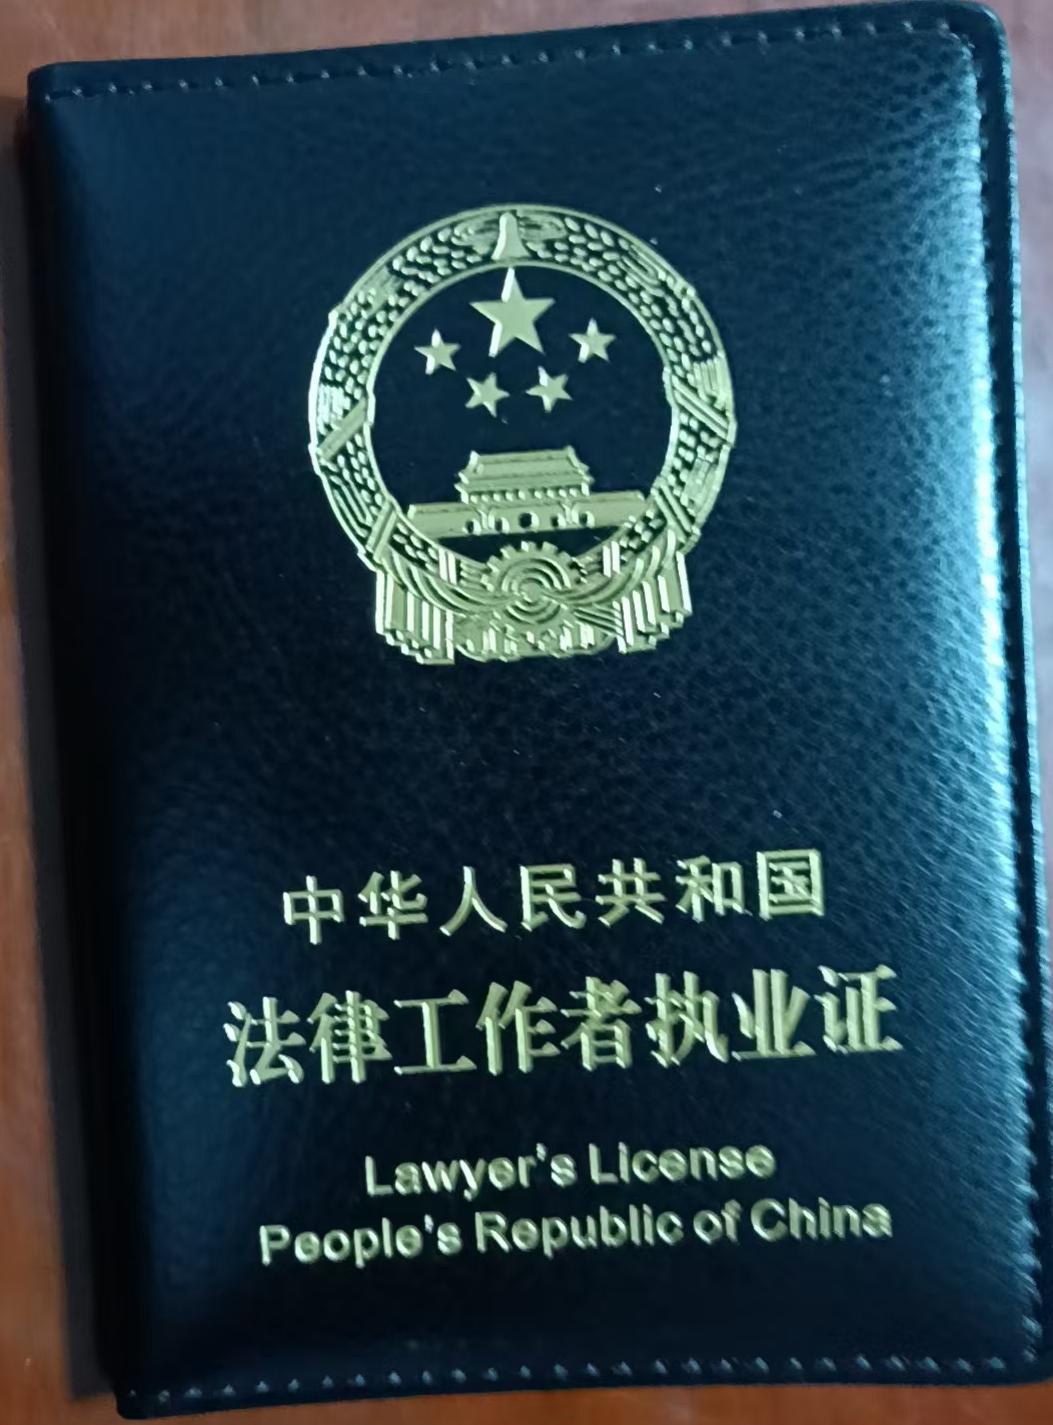 中华人民共和国
法律工作者执业证
Lawyer's License
People's Republic of China